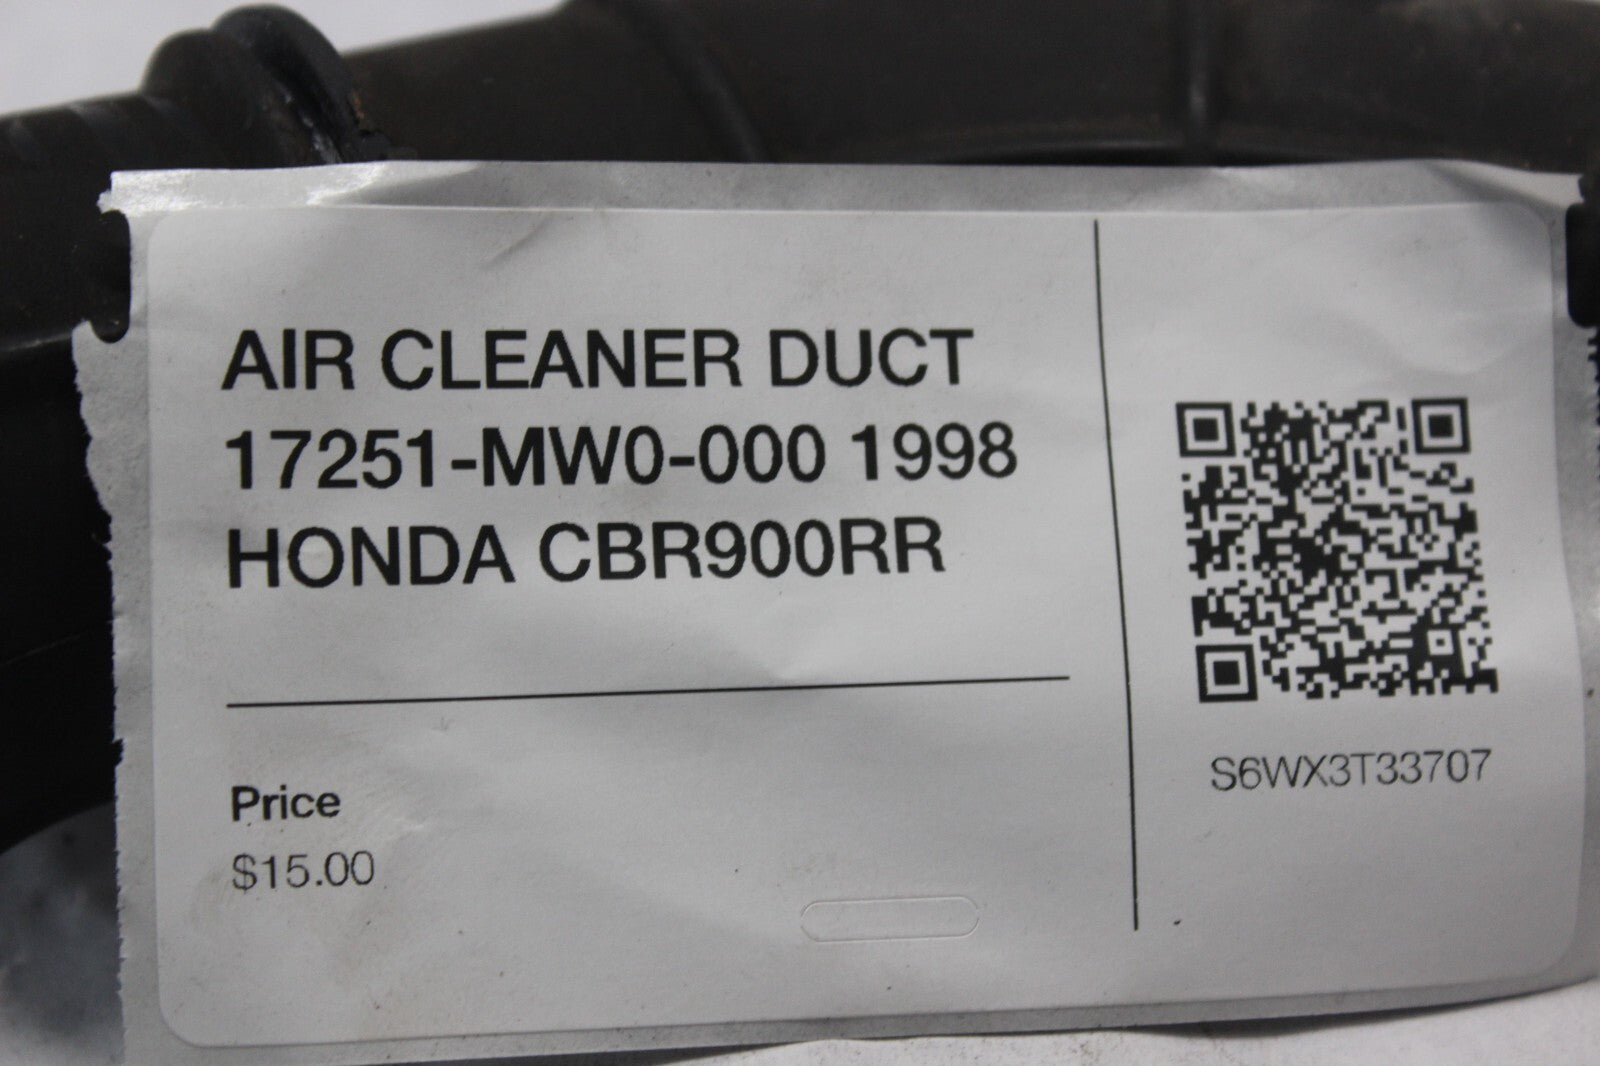 AIR CLEANER DUCT
17251-MW0-000 1998
HONDA CBR900RR
Price
$15.00
S6WX3T33707